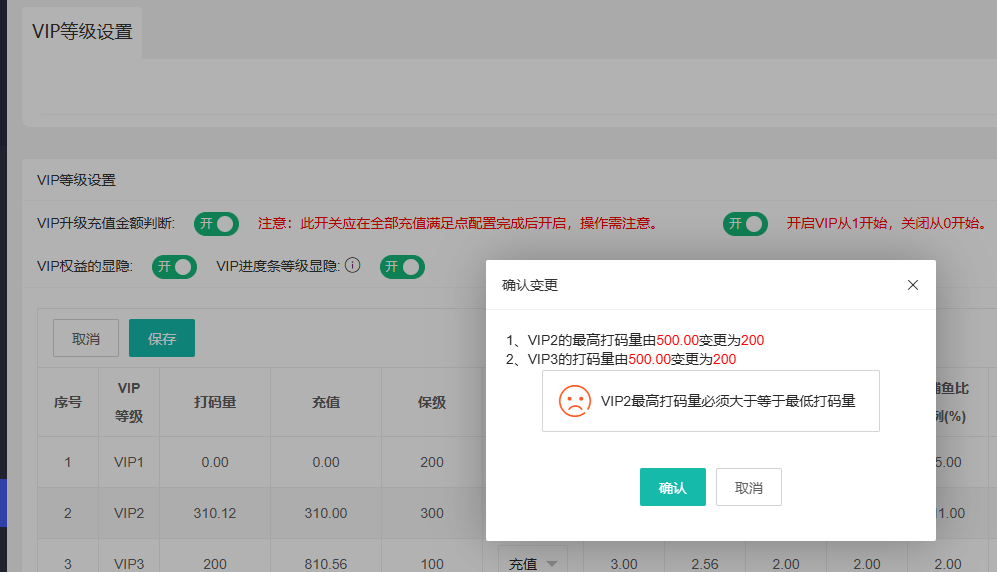 VIP等级设置
VIP等级设置
VIP升级充值金额判断: 开 注意：此开关应在全部充值满足点配置完成后开启，操作需注意。 开 开启VIP从1开始，关闭从0开始。
VIP权益的显隐: 开 VIP进度条等级显隐: 开
取消 保存
序号 VIP等级 打码量 充值 保级 鱼比例(%)
1 VIP1 0.00 0.00 200 5.00
2 VIP2 310.12 310.00 300 1.00
3 VIP3 200 810.56 100 充值 3.00 2.56 2.00 2.00 2.00
确认变更
1、VIP2的最高打码量由500.00变更为200
2、VIP3的打码量由500.00变更为200
VIP2最高打码量必须大于等于最低打码量
确认 取消